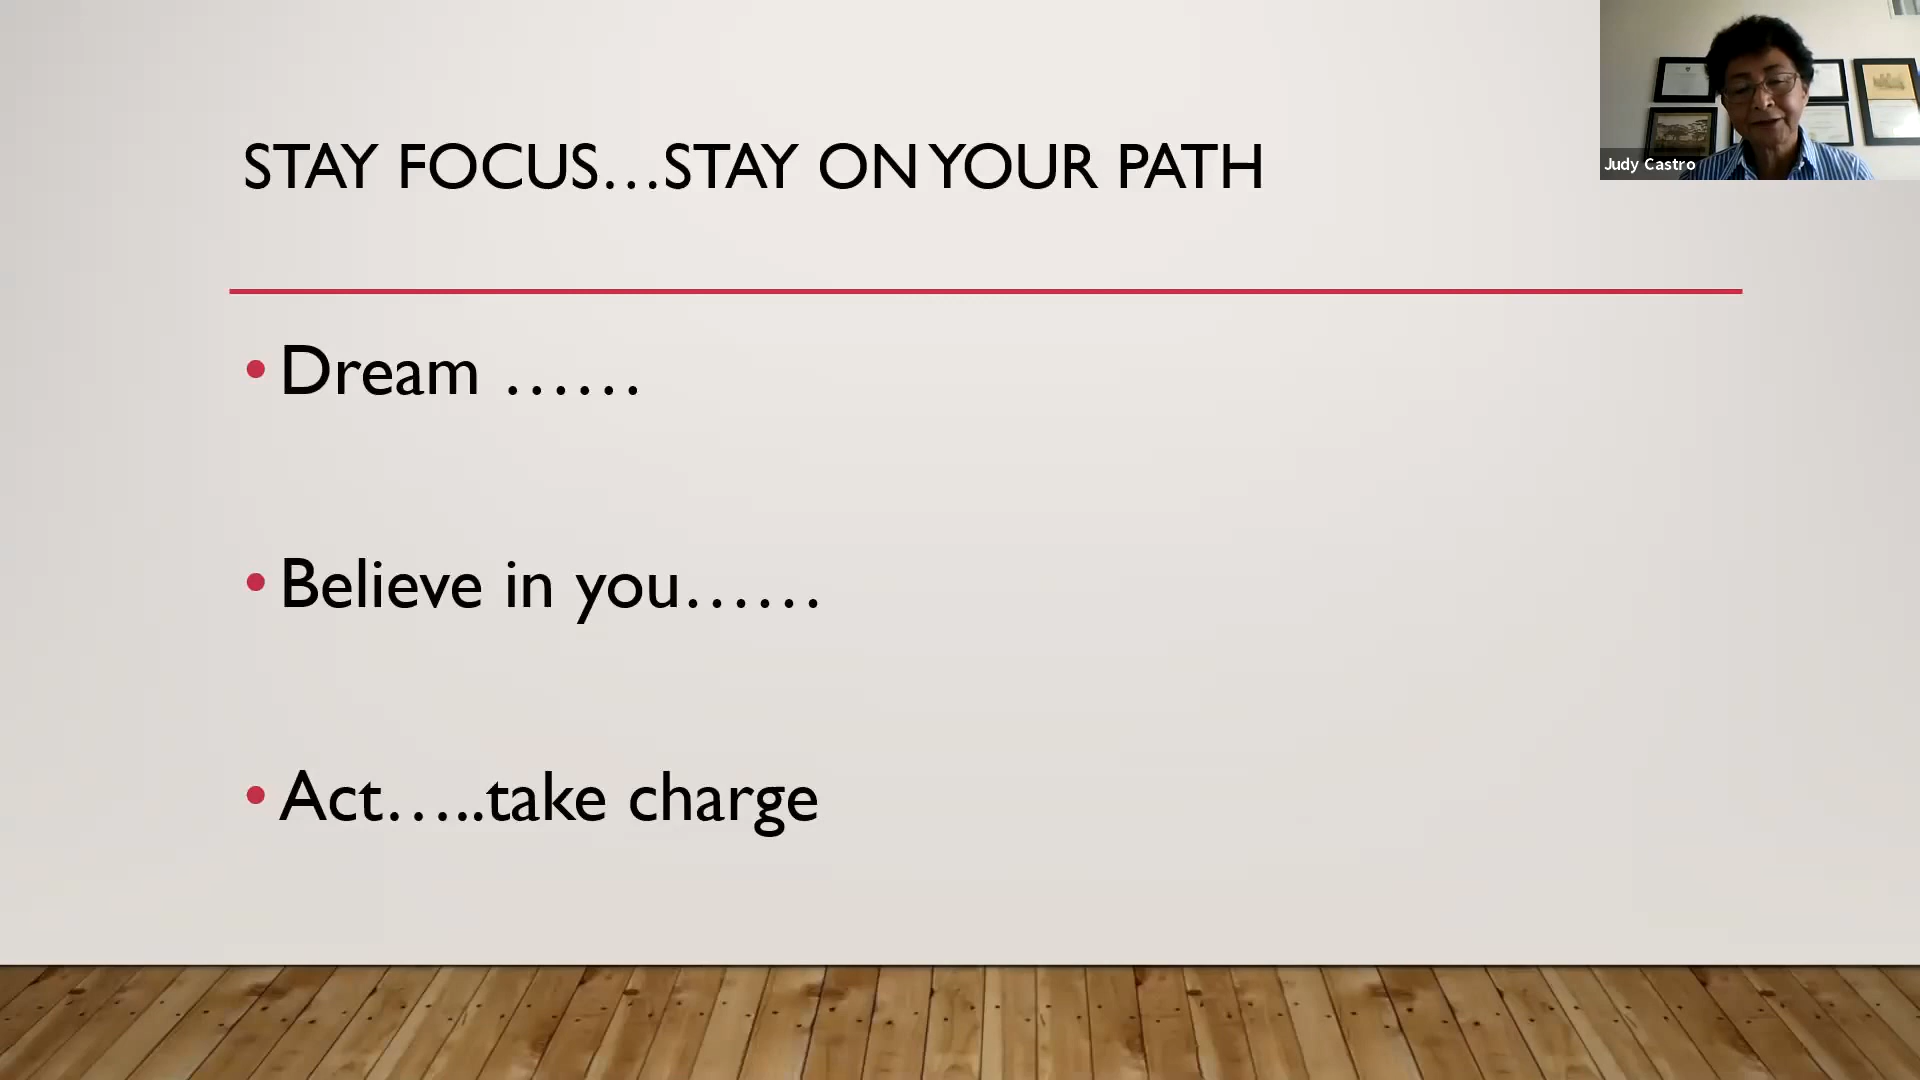 STAY FOCUS…STAY ON YOUR PATH
Judy Castro
• Dream ……
• Believe in you……
• Act…..take charge